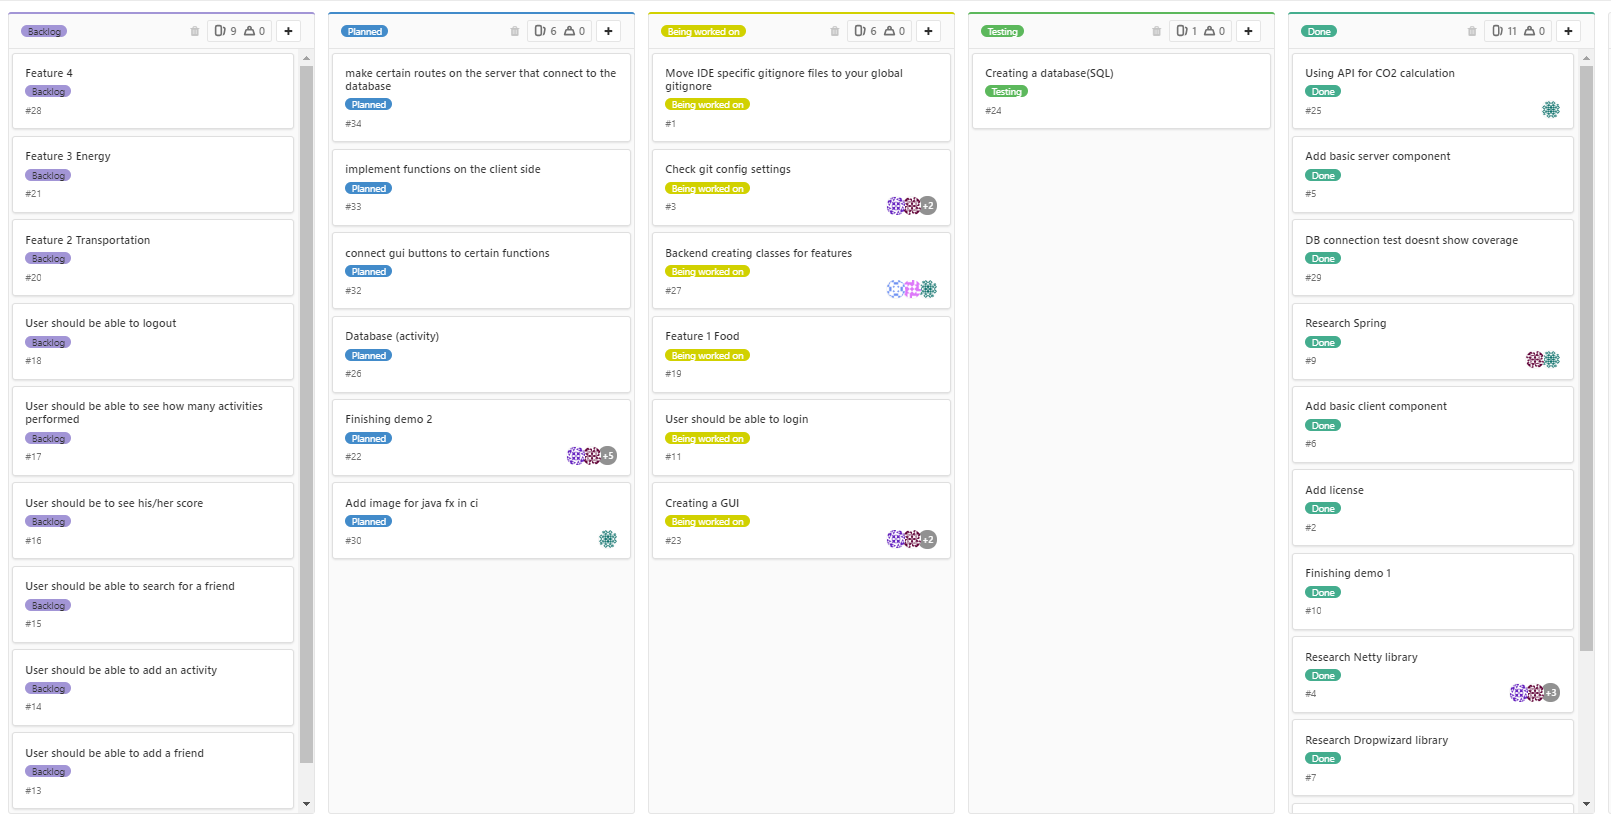 Backlog 9 0 +
Feature 4
Backlog
#28
Feature 3 Energy
Backlog
#21
Feature 2 Transportation
Backlog
#20
User should be able to logout
Backlog
#18
User should be able to see how many activities
performed
Backlog
#17
User should be to see his/her score
Backlog
#16
User should be able to search for a friend
Backlog
#15
User should be able to add an activity
Backlog
#14
User should be able to add a friend
Backlog
#13
Planned 6 0 +
make certain routes on the server that connect to the
database
Planned
#34
implement functions on the client side
Planned
#33
connect gui buttons to certain functions
Planned
#32
Database (activity)
Planned
#26
Finishing demo 2
Planned
#22 +5
Add image for java fx in ci
Planned
#30
Being worked on 6 0 +
Move IDE specific gitignore files to your global
gitignore
Being worked on
#1
Check git config settings
Being worked on
#3 +2
Backend creating classes for features
Being worked on
#27
Feature 1 Food
Being worked on
#19
User should be able to login
Being worked on
#11
Creating a GUI
Being worked on
#23 +2
Testing 1 0 +
Creating a database(SQL)
Testing
#24
Done 11 0 +
Using API for CO2 calculation
Done
#25
Add basic server component
Done
#5
DB connection test doesnt show coverage
Done
#29
Research Spring
Done
#9
Add basic client component
Done
#6
Add license
Done
#2
Finishing demo 1
Done
#10
Research Netty library
Done
#4 +3
Research Dropwizard library
Done
#7